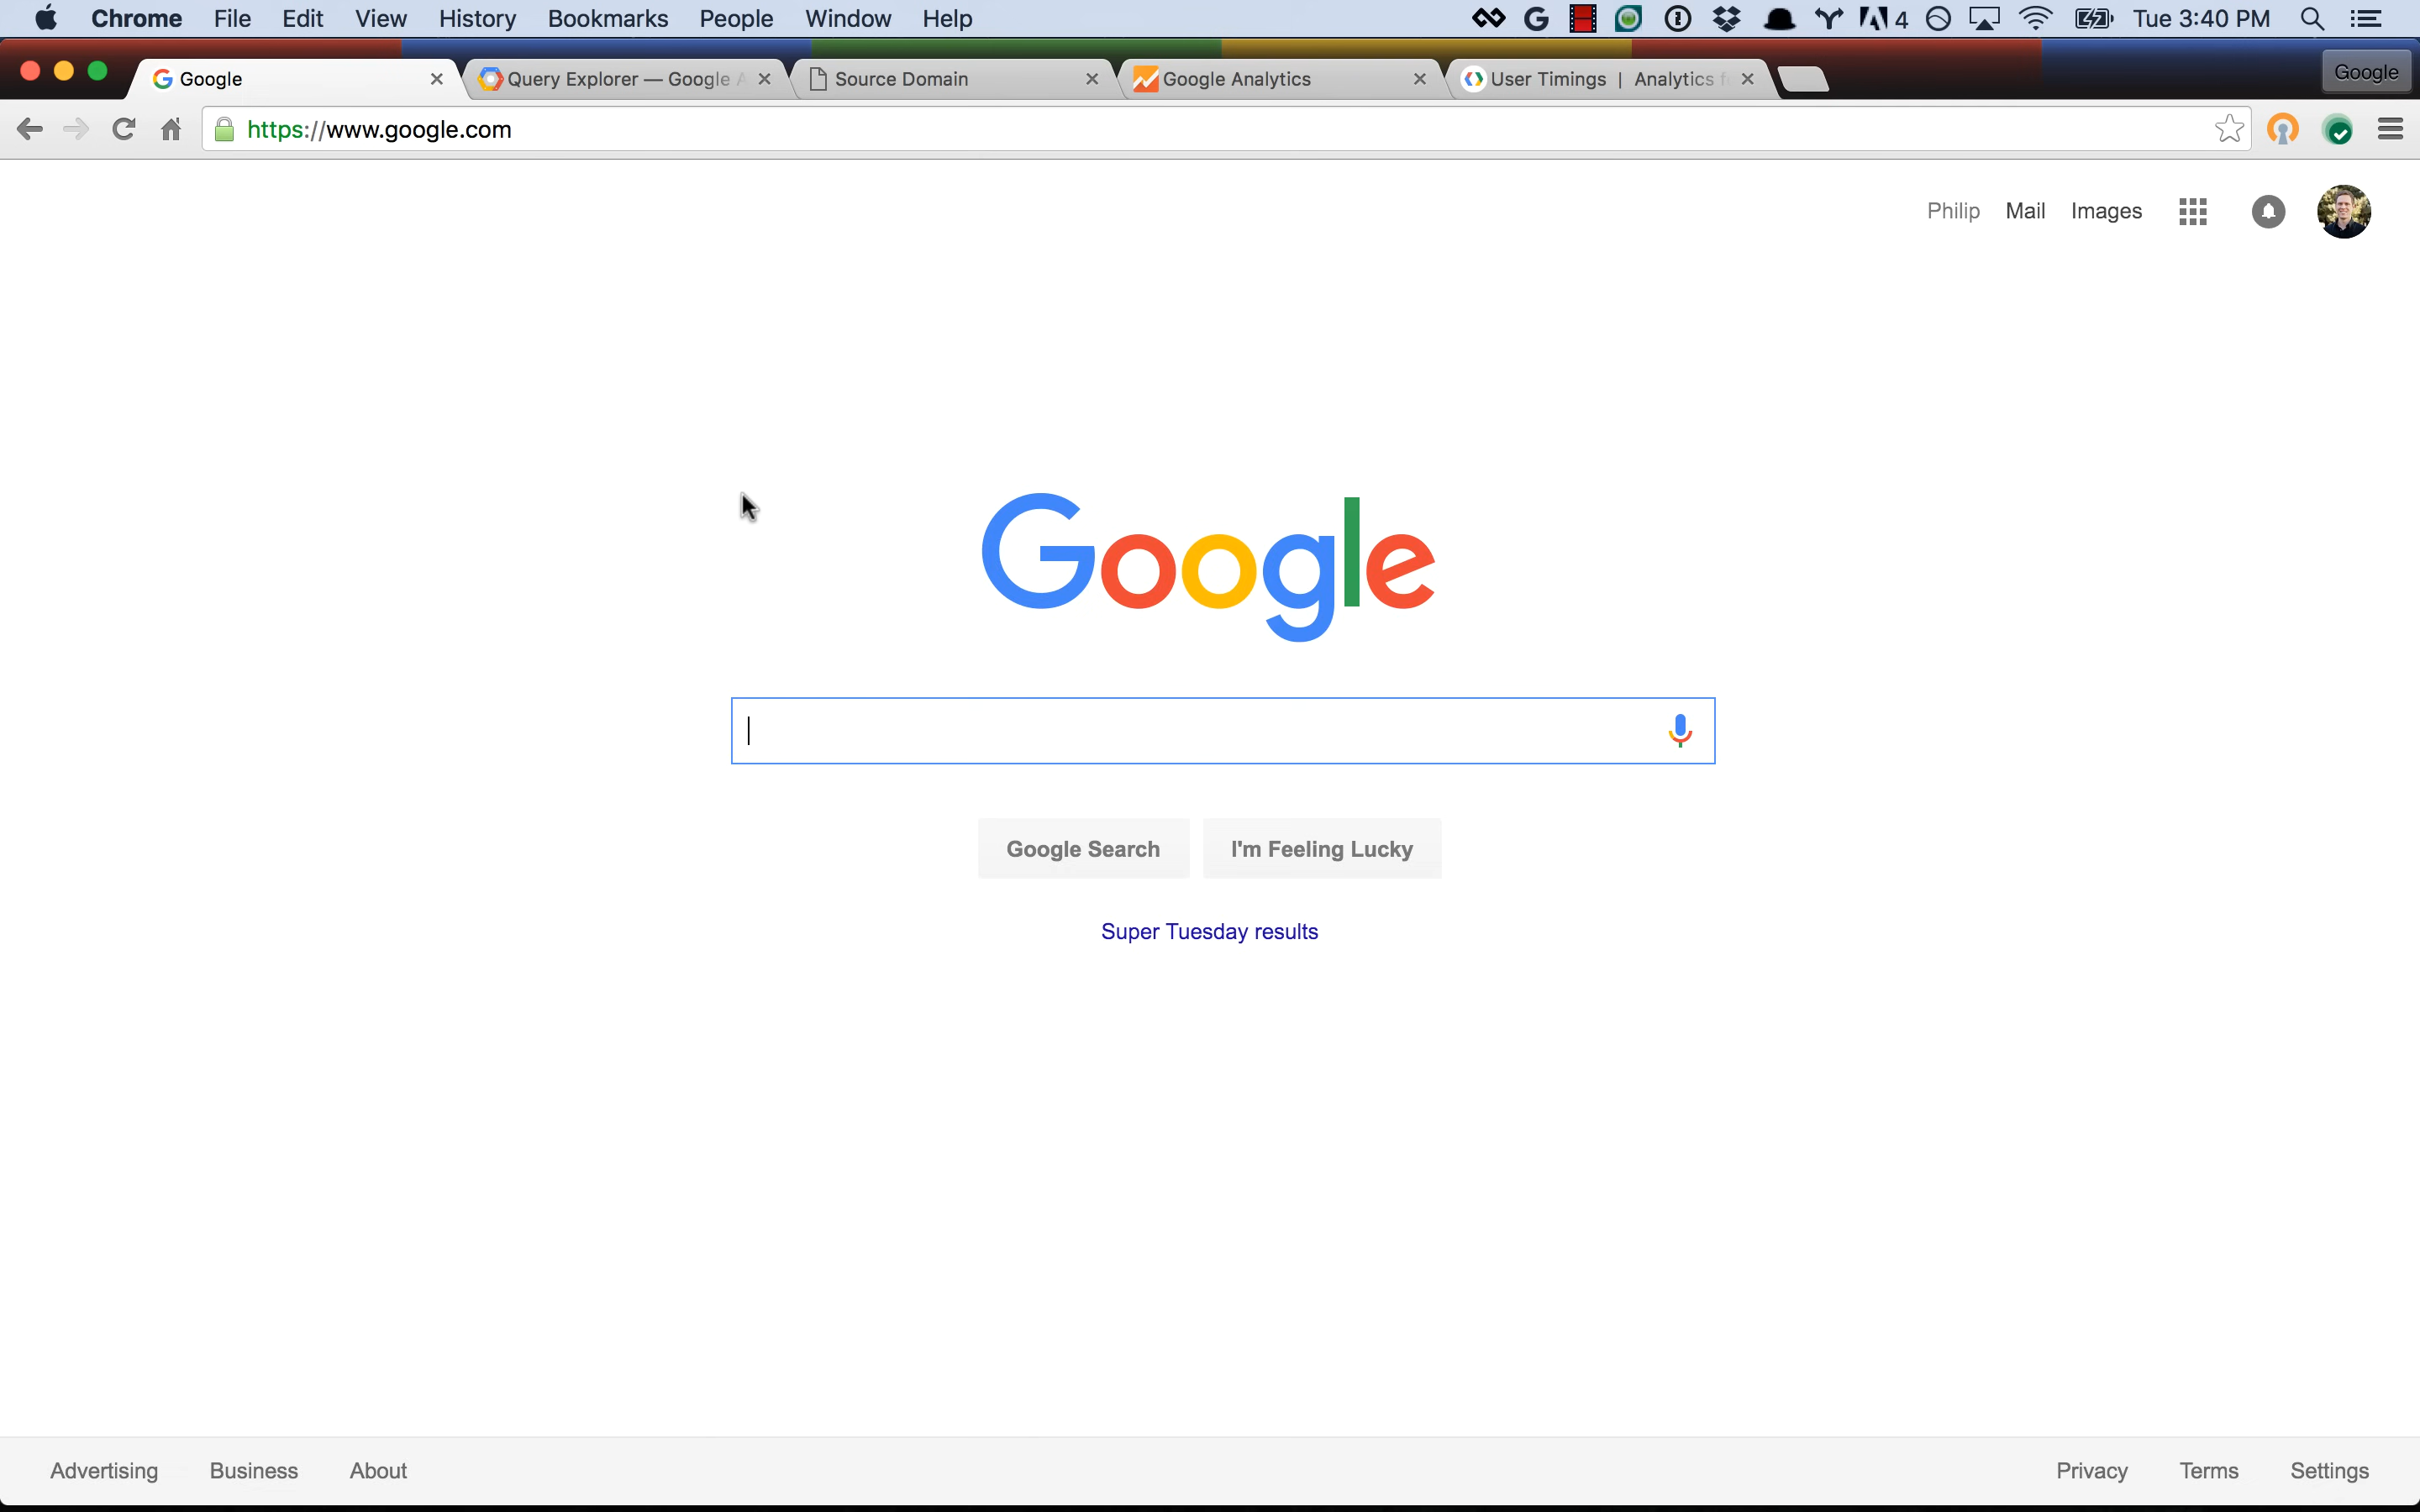 Chrome File Edit View History Bookmarks People Window Help 4 Tue 3:40 PM
Google Query Explorer — Google Source Domain Google Analytics User Timings | Analytics Google
https://www.google.com
Philip Mail Images
Google
Google Search I'm Feeling Lucky
Super Tuesday results
Advertising Business About Privacy Terms Settings